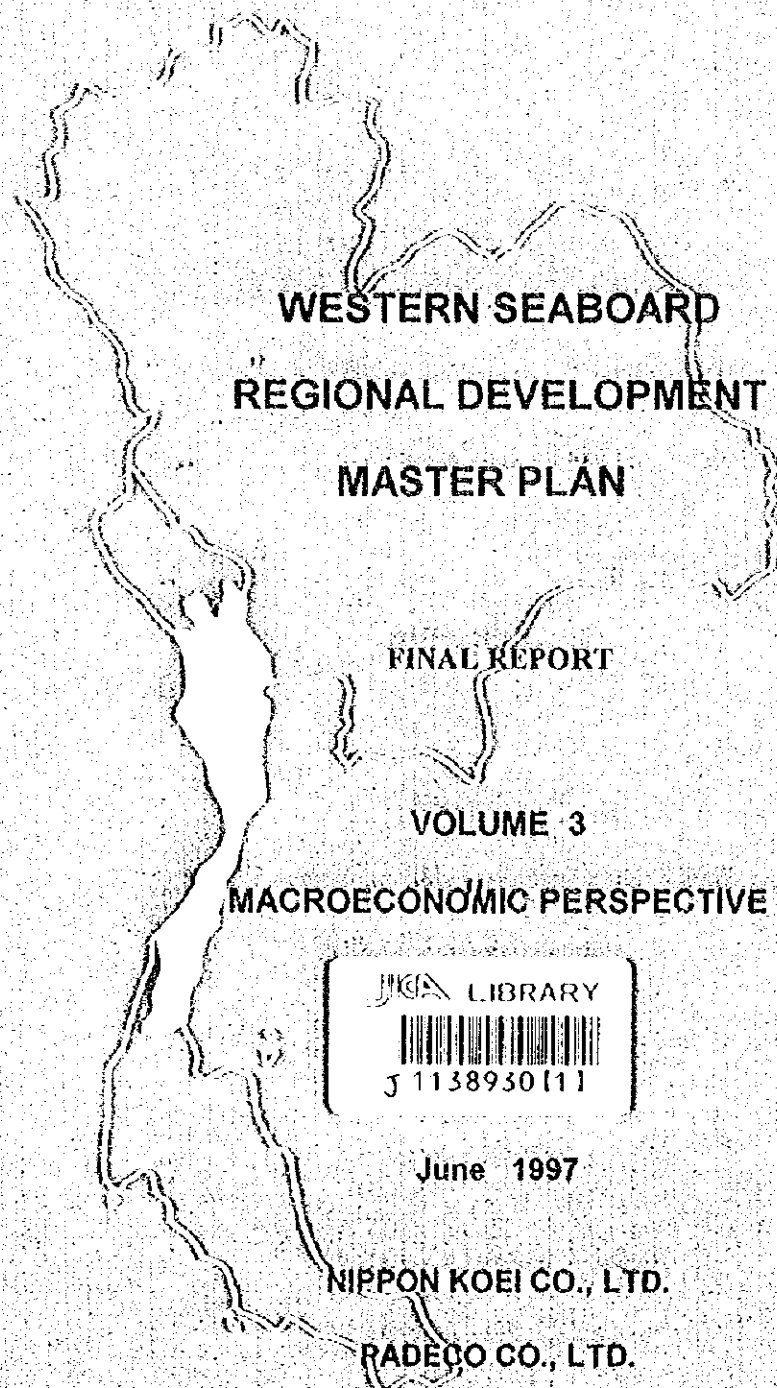 WESTERN SEABOARD
REGIONAL DEVELOPMENT
MASTER PLAN
FINAL REPORT
VOLUME 3
MACROECONOMIC PERSPECTIVE
JICA LIBRARY
J 1138930 [1]
June 1997
NIPPON KOEI CO., LTD.
PADECO CO., LTD.